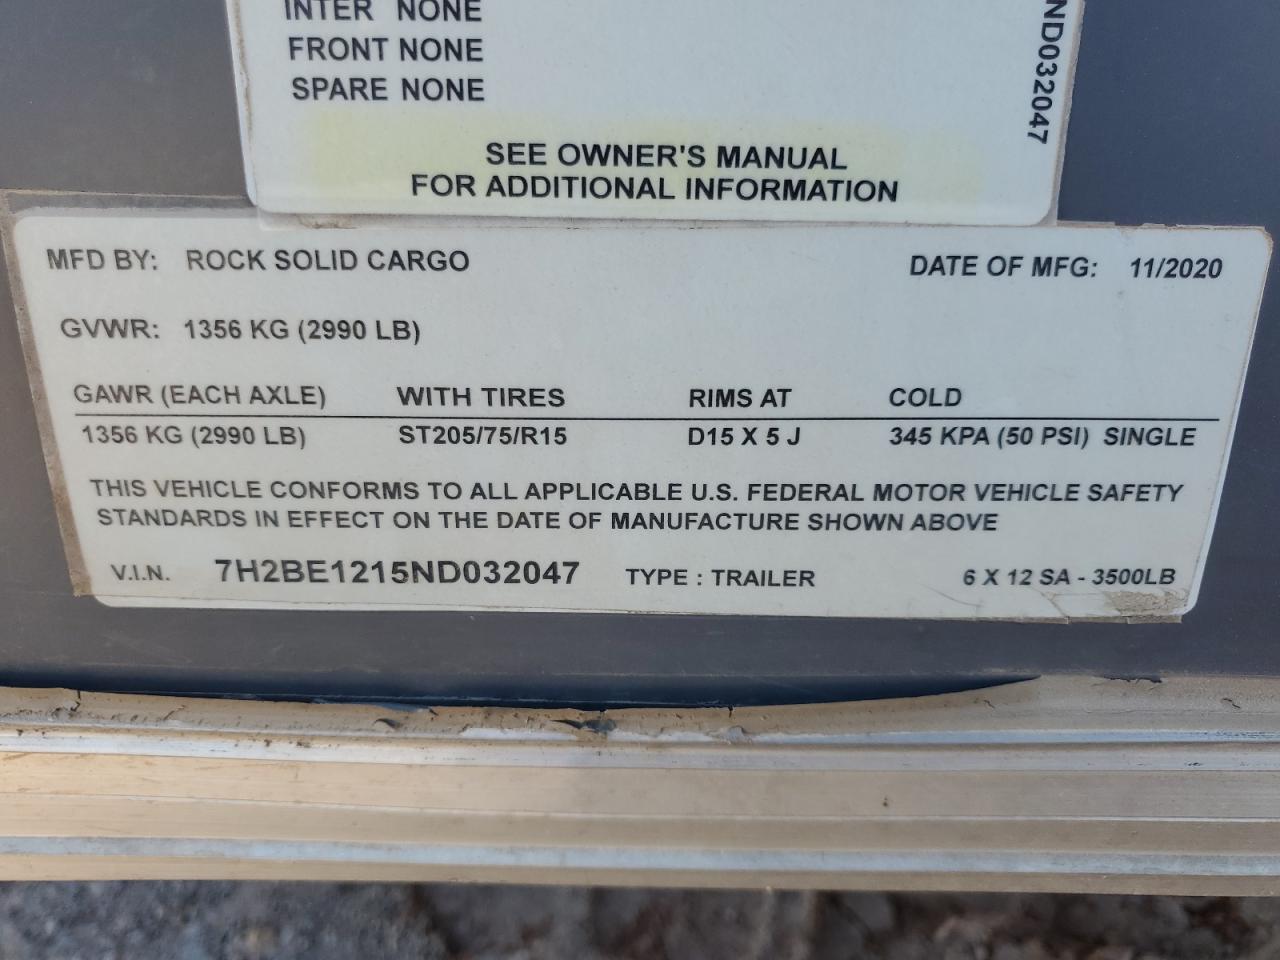 INTER NONE
FRONT NONE
SPARE NONE
ND032047
SEE OWNER'S MANUAL
FOR ADDITIONAL INFORMATION
MFD BY: ROCK SOLID CARGO DATE OF MFG: 11/2020
GVWR: 1356 KG (2990 LB)
GAWR (EACH AXLE) WITH TIRES RIMS AT COLD
1356 KG (2990 LB) ST205/75/R15 D15 X 5 J 345 KPA (50 PSI) SINGLE
THIS VEHICLE CONFORMS TO ALL APPLICABLE U.S. FEDERAL MOTOR VEHICLE SAFETY
STANDARDS IN EFFECT ON THE DATE OF MANUFACTURE SHOWN ABOVE
V.I.N. 7H2BE1215ND032047 TYPE : TRAILER 6 X 12 SA - 3500LB